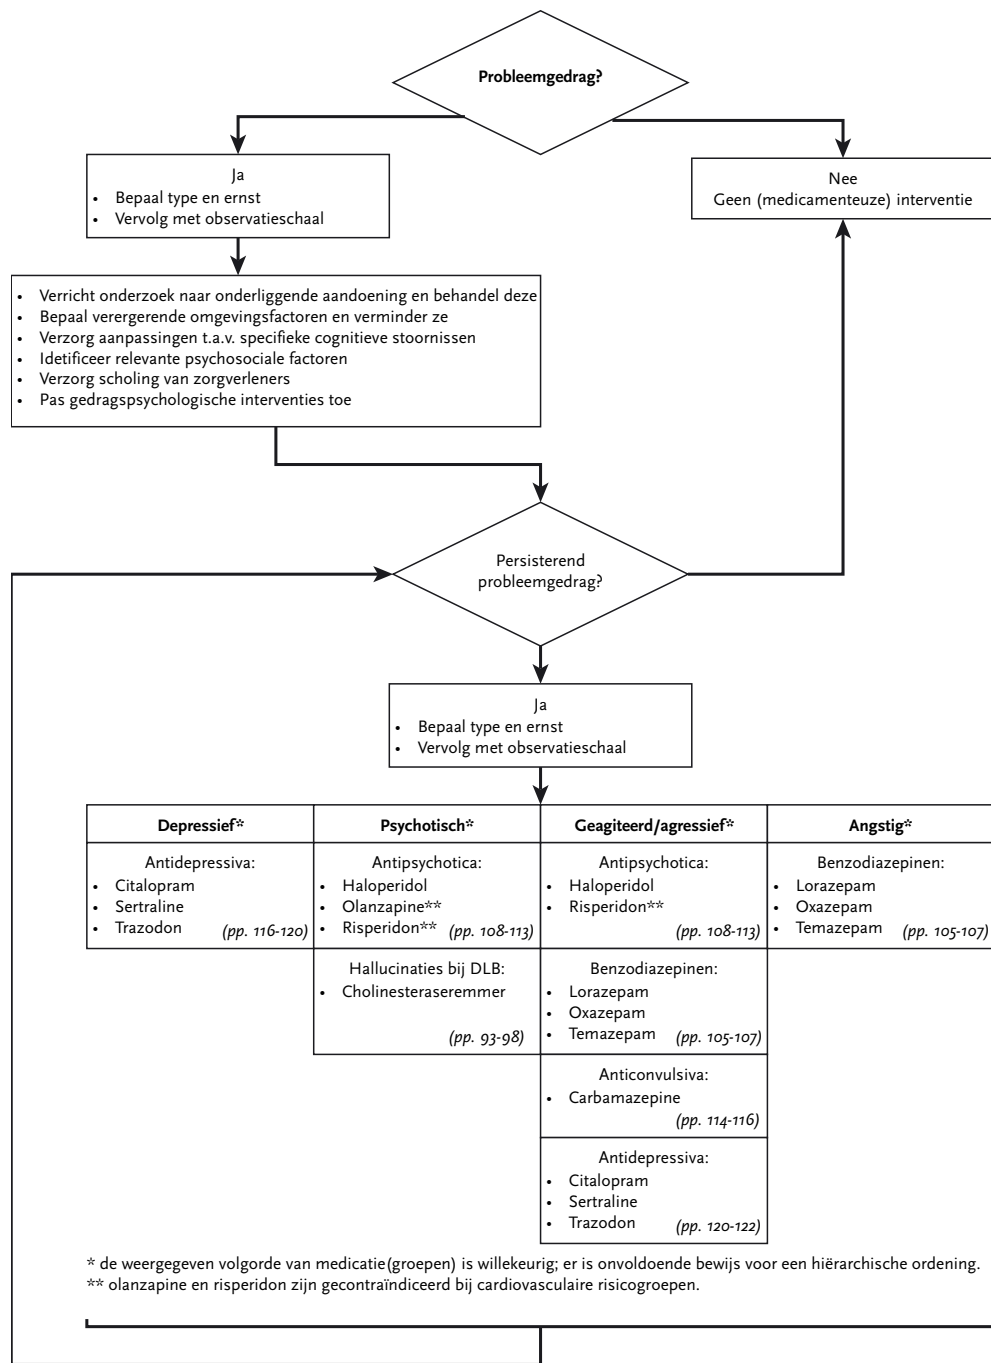 Probleemgedrag?
Ja
• Bepaal type en ernst
• Vervolg met observatieschaal
Nee
Geen (medicamenteuze) interventie
• Verricht onderzoek naar onderliggende aandoening en behandel deze
• Bepaal verergerende omgevingsfactoren en verminder ze
• Verzorg aanpassingen t.a.v. specifieke cognitieve stoornissen
• Idetificeer relevante psychosociale factoren
• Verzorg scholing van zorgverleners
• Pas gedragspsychologische interventies toe
Persisterend
probleemgedrag?
Ja
• Bepaal type en ernst
• Vervolg met observatieschaal
Depressief*
Antidepressiva:
• Citalopram
• Sertraline
• Trazodon (pp. 116-120)
Psychotisch*
Antipsychotica:
• Haloperidol
• Olanzapine**
• Risperidon** (pp. 108-113)
Hallucinaties bij DLB:
• Cholinesteraseremmer
(pp. 93-98)
Geagiteerd/agressief*
Antipsychotica:
• Haloperidol
• Risperidon**
(pp. 108-113)
Benzodiazepinen:
• Lorazepam
• Oxazepam
• Temazepam (pp. 105-107)
Anticonvulsiva:
• Carbamazepine
(pp. 114-116)
Antidepressiva:
• Citalopram
• Sertraline
• Trazodon (pp. 120-122)
Angstig*
Benzodiazepinen:
• Lorazepam
• Oxazepam
• Temazepam (pp. 105-107)
* de weergegeven volgorde van medicatie(groepen) is willekeurig; er is onvoldoende bewijs voor een hiërarchische ordening.
** olanzapine en risperidon zijn gecontraïndiceerd bij cardiovasculaire risicogroepen.